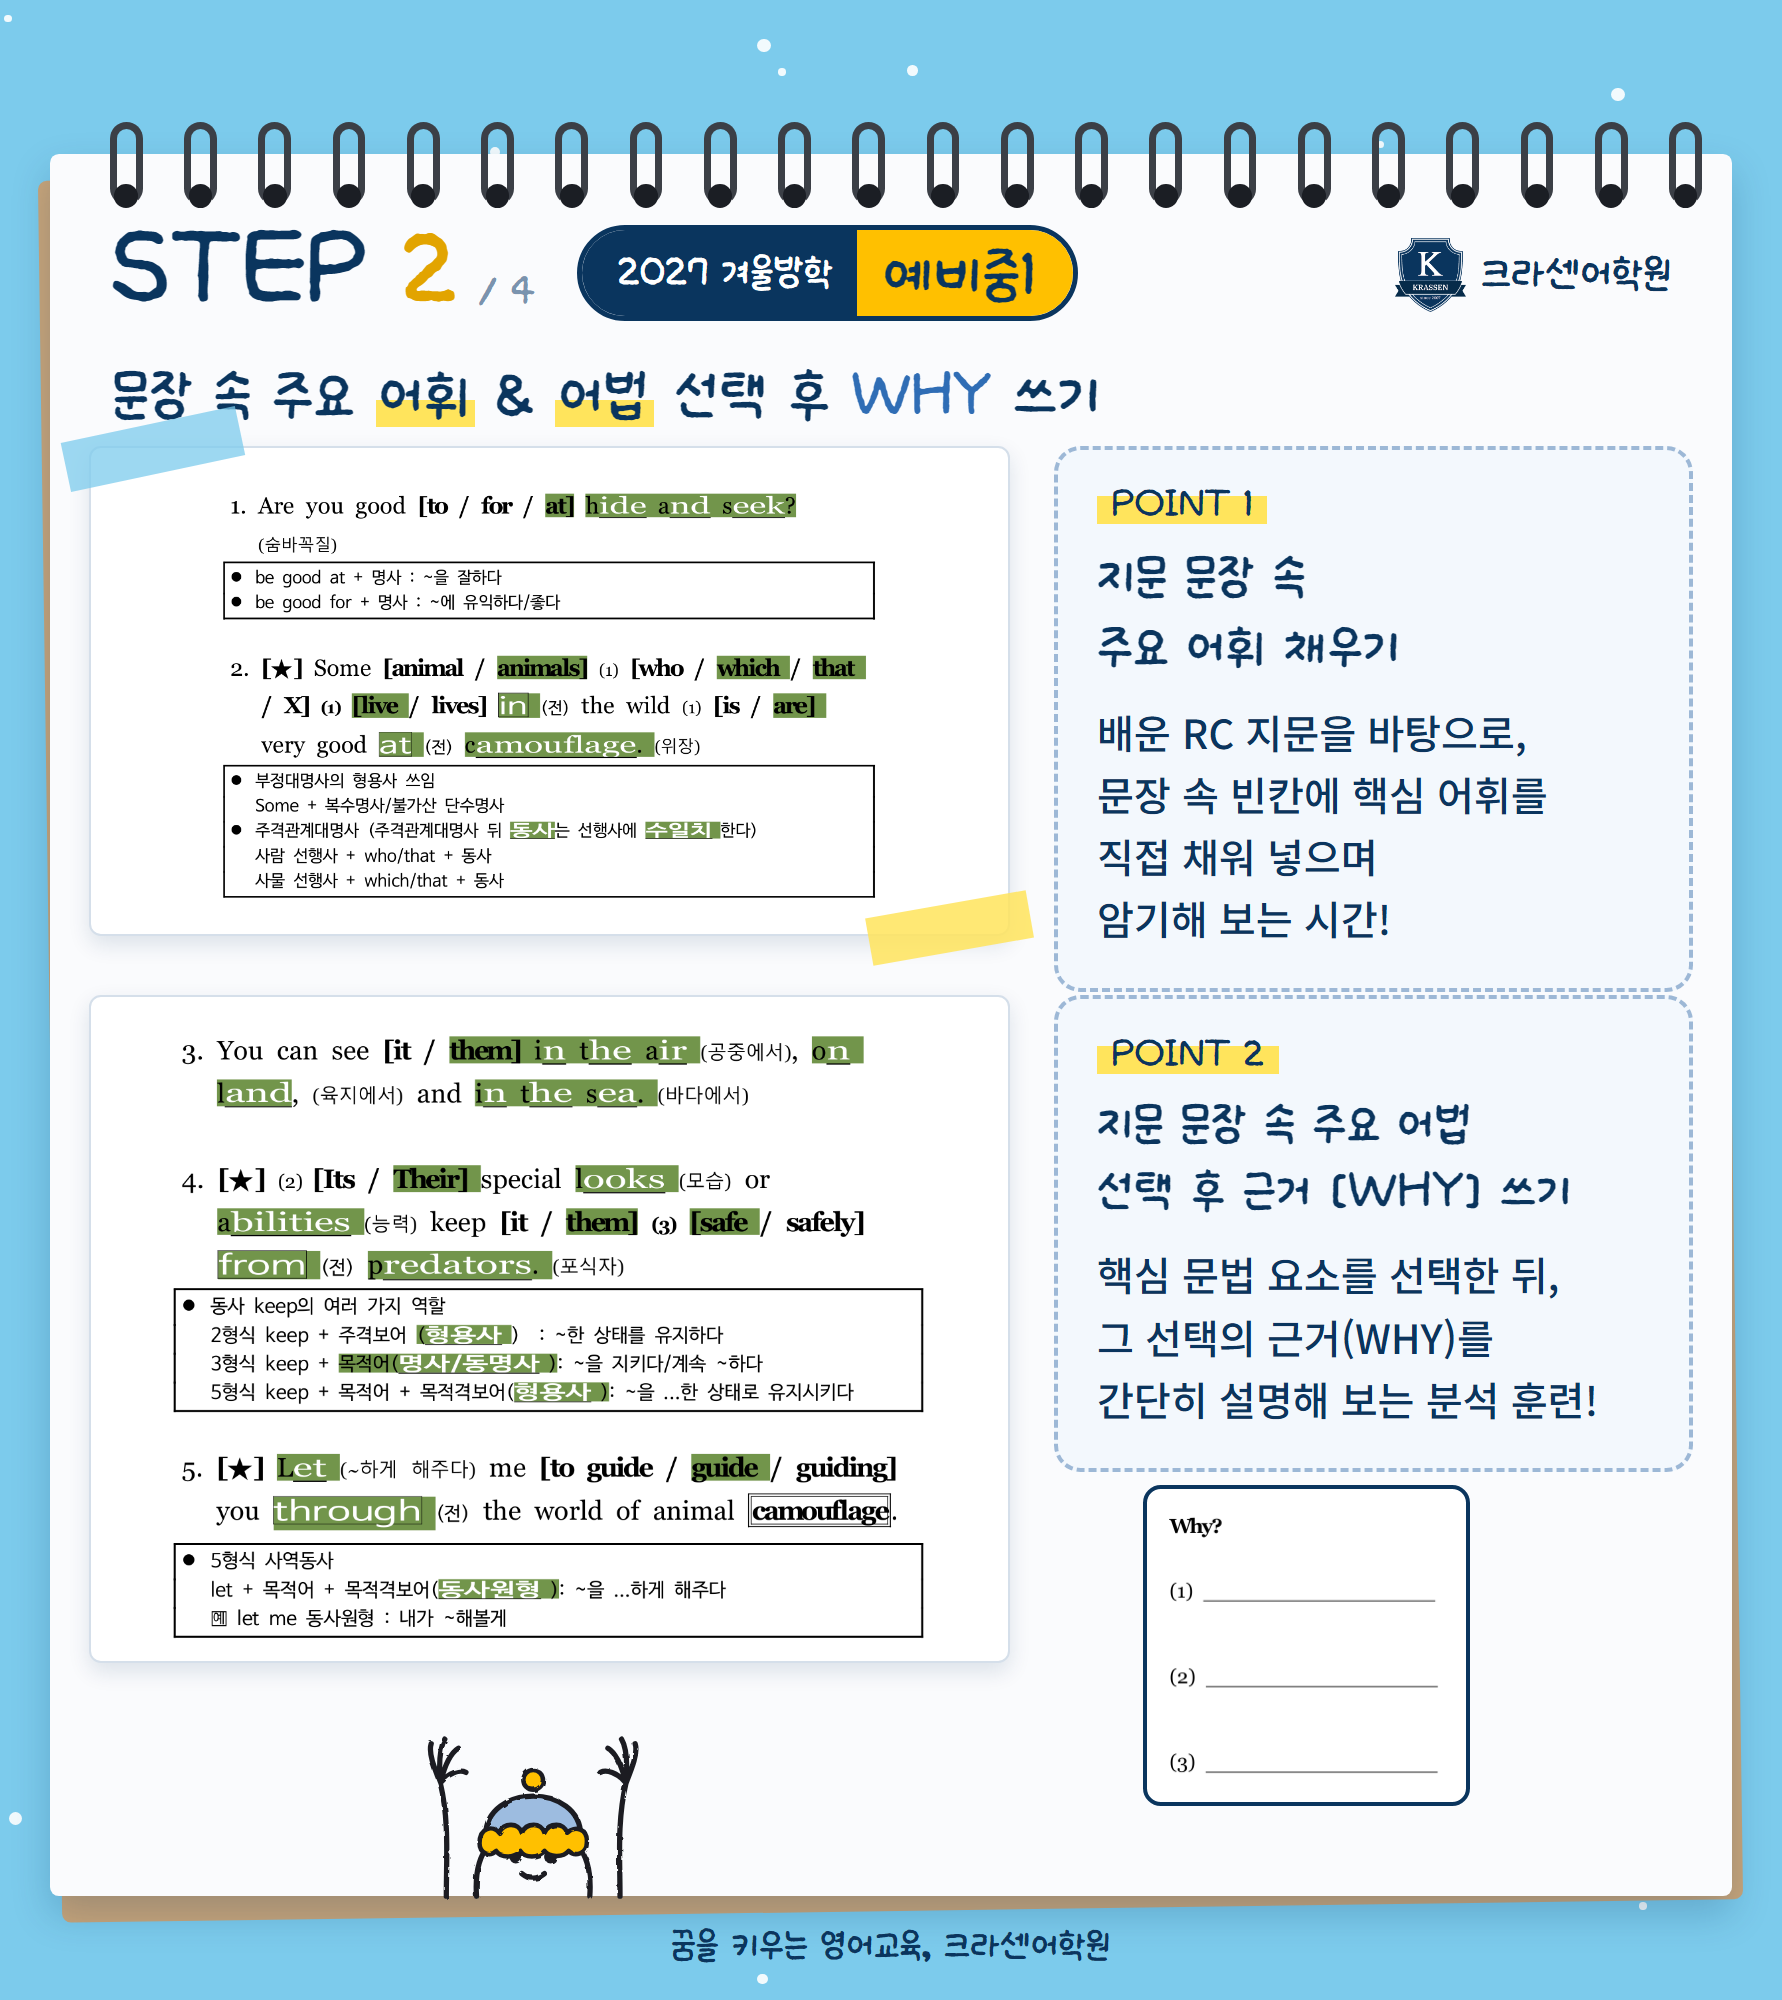 STEP 2 / 4
2027 겨울방학 예비중1
K
KRASSEN
크라센어학원
문장 속 주요 어휘 & 어법 선택 후 WHY 쓰기
1. Are you good [to / for / at] hide and seek?
(숨바꼭질)
● be good at + 명사 : ~을 잘하다
● be good for + 명사 : ~에 유익하다/좋다
2. [★] Some [animal / animals] (1) [who / which / that
/ X] (1) [live / lives] in (전) the wild (1) [is / are]
very good at (전) camouflage. (위장)
● 부정대명사의 형용사 쓰임
Some + 복수명사/불가산 단수명사
● 주격관계대명사 (주격관계대명사 뒤 동사는 선행사에 수일치 한다)
사람 선행사 + who/that + 동사
사물 선행사 + which/that + 동사
POINT 1
지문 문장 속
주요 어휘 채우기
배운 RC 지문을 바탕으로,
문장 속 빈칸에 핵심 어휘를
직접 채워 넣으며
암기해 보는 시간!
3. You can see [it / them] in the air (공중에서), on
land, (육지에서) and in the sea. (바다에서)
4. [★] (2) [Its / Their] special looks (모습) or
abilities (능력) keep [it / them] (3) [safe / safely]
from (전) predators. (포식자)
● 동사 keep의 여러 가지 역할
2형식 keep + 주격보어 (형용사 ) : ~한 상태를 유지하다
3형식 keep + 목적어(명사/동명사 ): ~을 지키다/계속 ~하다
5형식 keep + 목적어 + 목적격보어(형용사 ): ~을 ...한 상태로 유지시키다
5. [★] Let (~하게 해주다) me [to guide / guide / guiding]
you through (전) the world of animal camouflage.
● 5형식 사역동사
let + 목적어 + 목적격보어(동사원형 ): ~을 ...하게 해주다
예 let me 동사원형 : 내가 ~해볼게
POINT 2
지문 문장 속 주요 어법
선택 후 근거 [WHY] 쓰기
핵심 문법 요소를 선택한 뒤,
그 선택의 근거(WHY)를
간단히 설명해 보는 분석 훈련!
Why?
(1)
(2)
(3)
꿈을 키우는 영어교육, 크라센어학원